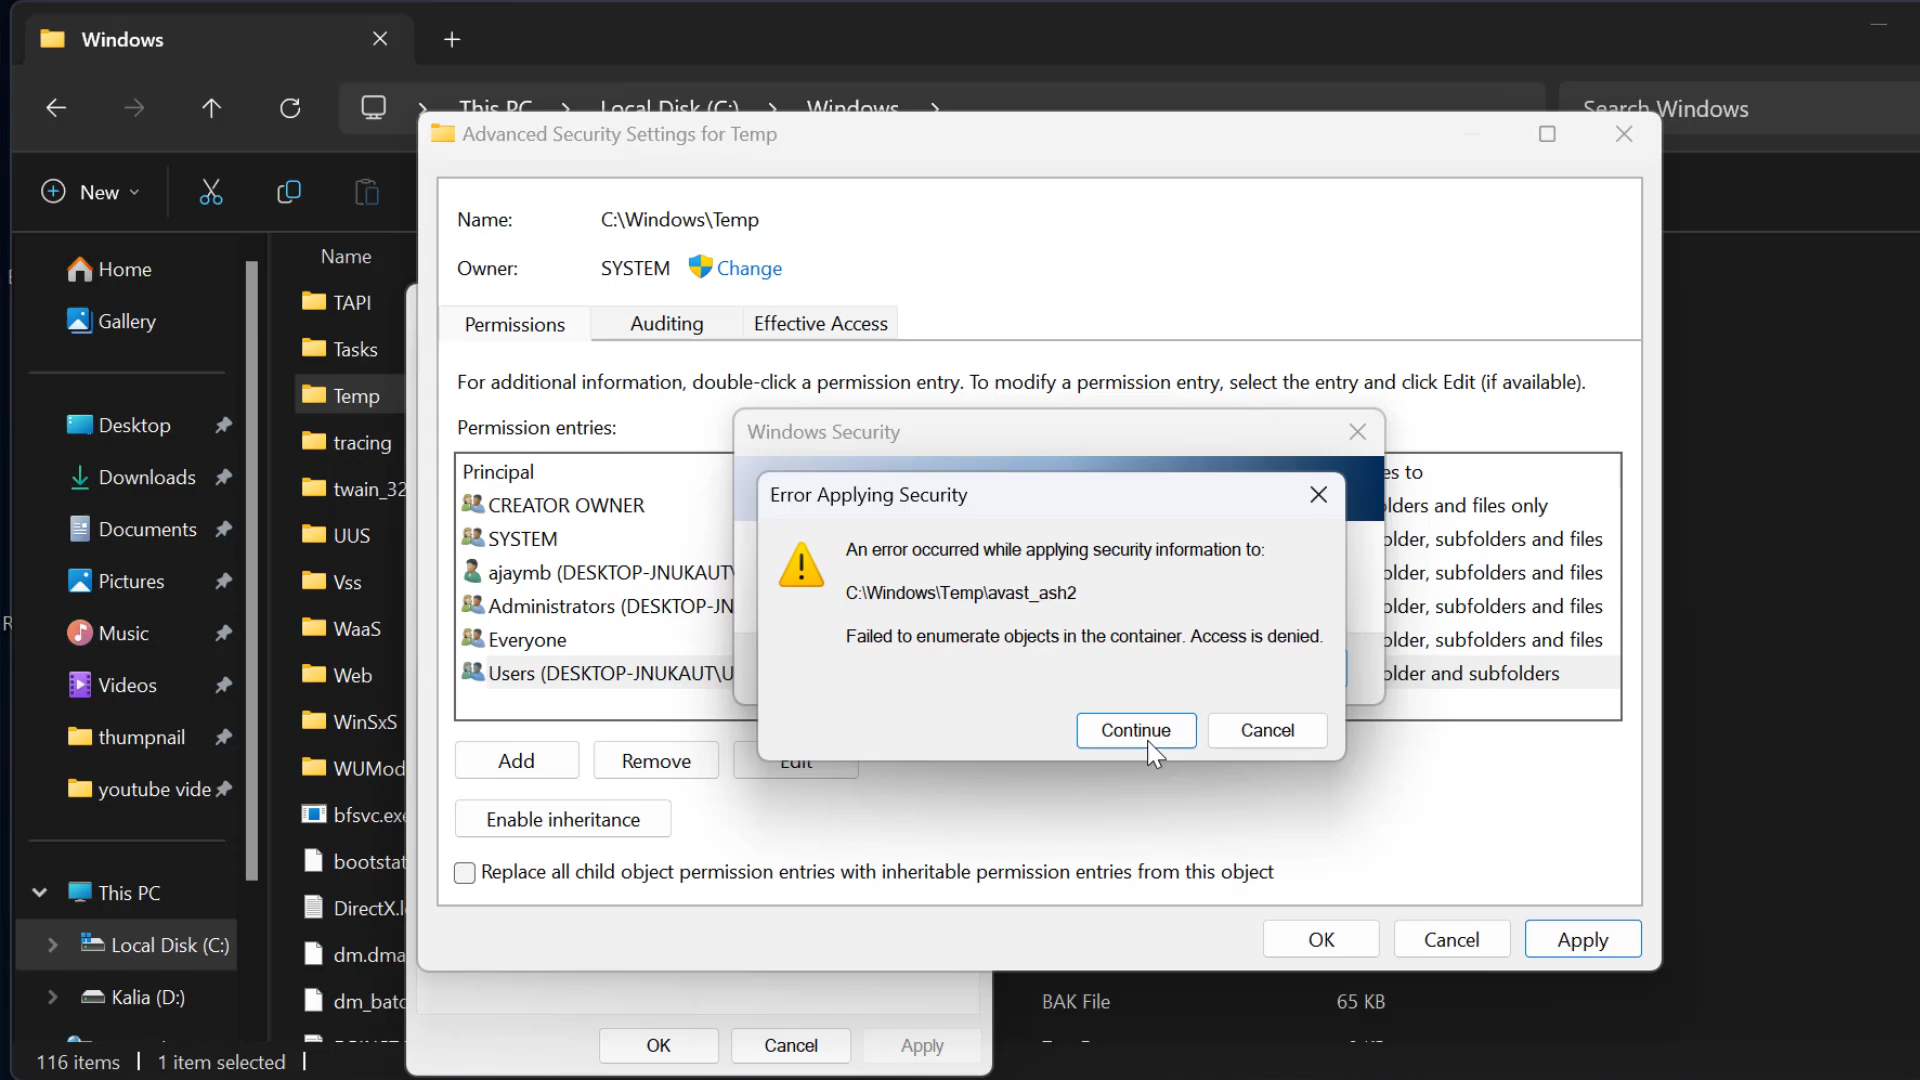 Windows
This PC > Local Disk (C:) > Windows >
Search Windows
New
Home
Gallery
Desktop
Downloads
Documents
Pictures
Music
Videos
thumpnail
youtube vide
This PC
Local Disk (C:)
Kalia (D:)
116 items
1 item selected
Name
TAPI
Tasks
Temp
tracing
twain_32
UUS
Vss
WaaS
Web
WinSxS
WUMod
bfsvc.exe
bootstat
DirectX.l
dm.dma
dm_batc
BAK File
65 KB
Advanced Security Settings for Temp
Name:
C:\Windows\Temp
Owner:
SYSTEM
Change
Permissions
Auditing
Effective Access
For additional information, double-click a permission entry. To modify a permission entry, select the entry and click Edit (if available).
Permission entries:
Principal
es to
CREATOR OWNER
lders and files only
SYSTEM
older, subfolders and files
ajaymb (DESKTOP-JNUKAUT\
older, subfolders and files
Administrators (DESKTOP-JN
older, subfolders and files
Everyone
older, subfolders and files
Users (DESKTOP-JNUKAUT\U
older and subfolders
Add
Remove
Edit
Enable inheritance
Replace all child object permission entries with inheritable permission entries from this object
OK
Cancel
Apply
Windows Security
Error Applying Security
An error occurred while applying security information to:
C:\Windows\Temp\avast_ash2
Failed to enumerate objects in the container. Access is denied.
Continue
Cancel
OK
Cancel
Apply